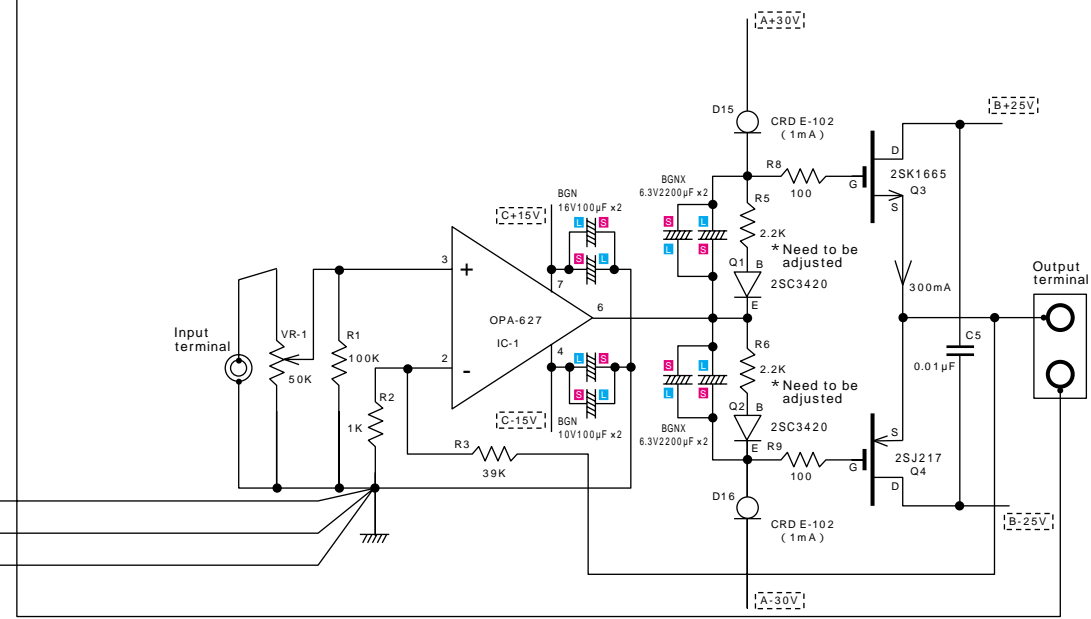 A+30V
D15
CRD E-102
(1mA)
B+25V
R8
100
D
G
S
2SK1665
Q3
BGN
16V100µF x2
C+15V
L S
S L
BGNX
6.3V2200µF x2
S L
L S
R5
2.2K
* Need to be
adjusted
Q1
B
2SC3420
E
300mA
Output
terminal
3
+
7
OPA-627
IC-1
6
Input
terminal
VR-1
50K
R1
100K
2
-
4
L S
S L
C-15V
BGN
10V100µF x2
R2
1K
R3
39K
S L
L S
BGNX
6.3V2200µF x2
R6
2.2K
* Need to be
adjusted
Q2
B
2SC3420
E
R9
100
C5
0.01µF
S
G
D
2SJ217
Q4
D16
CRD E-102
(1mA)
B-25V
A-30V